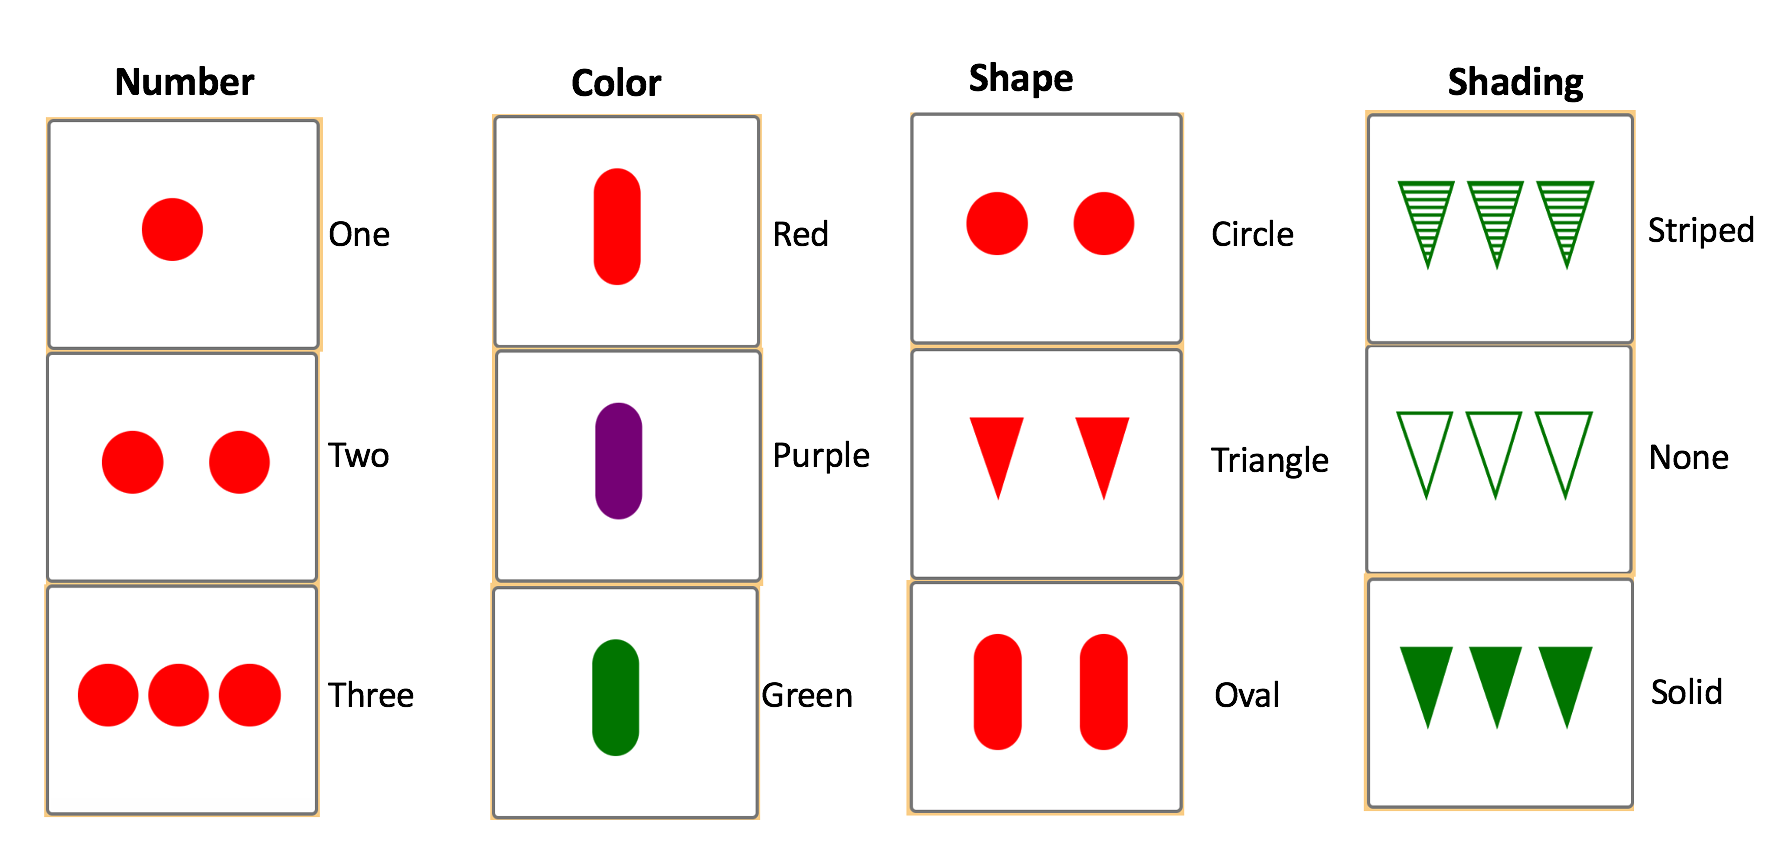 Number
Color
Shape
Shading
One
Red
Circle
Striped
Two
Purple
Triangle
None
Three
Green
Oval
Solid